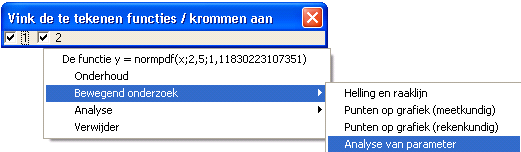 Vink de te tekenen functies / krommen aan
1 2
De functie y = normpdf(x;2,5;1,11830223107351)
Onderhoud
Bewegend onderzoek
Analyse
Verwijder
Helling en raaklijn
Punten op grafiek (meetkundig)
Punten op grafiek (rekenkundig)
Analyse van parameter